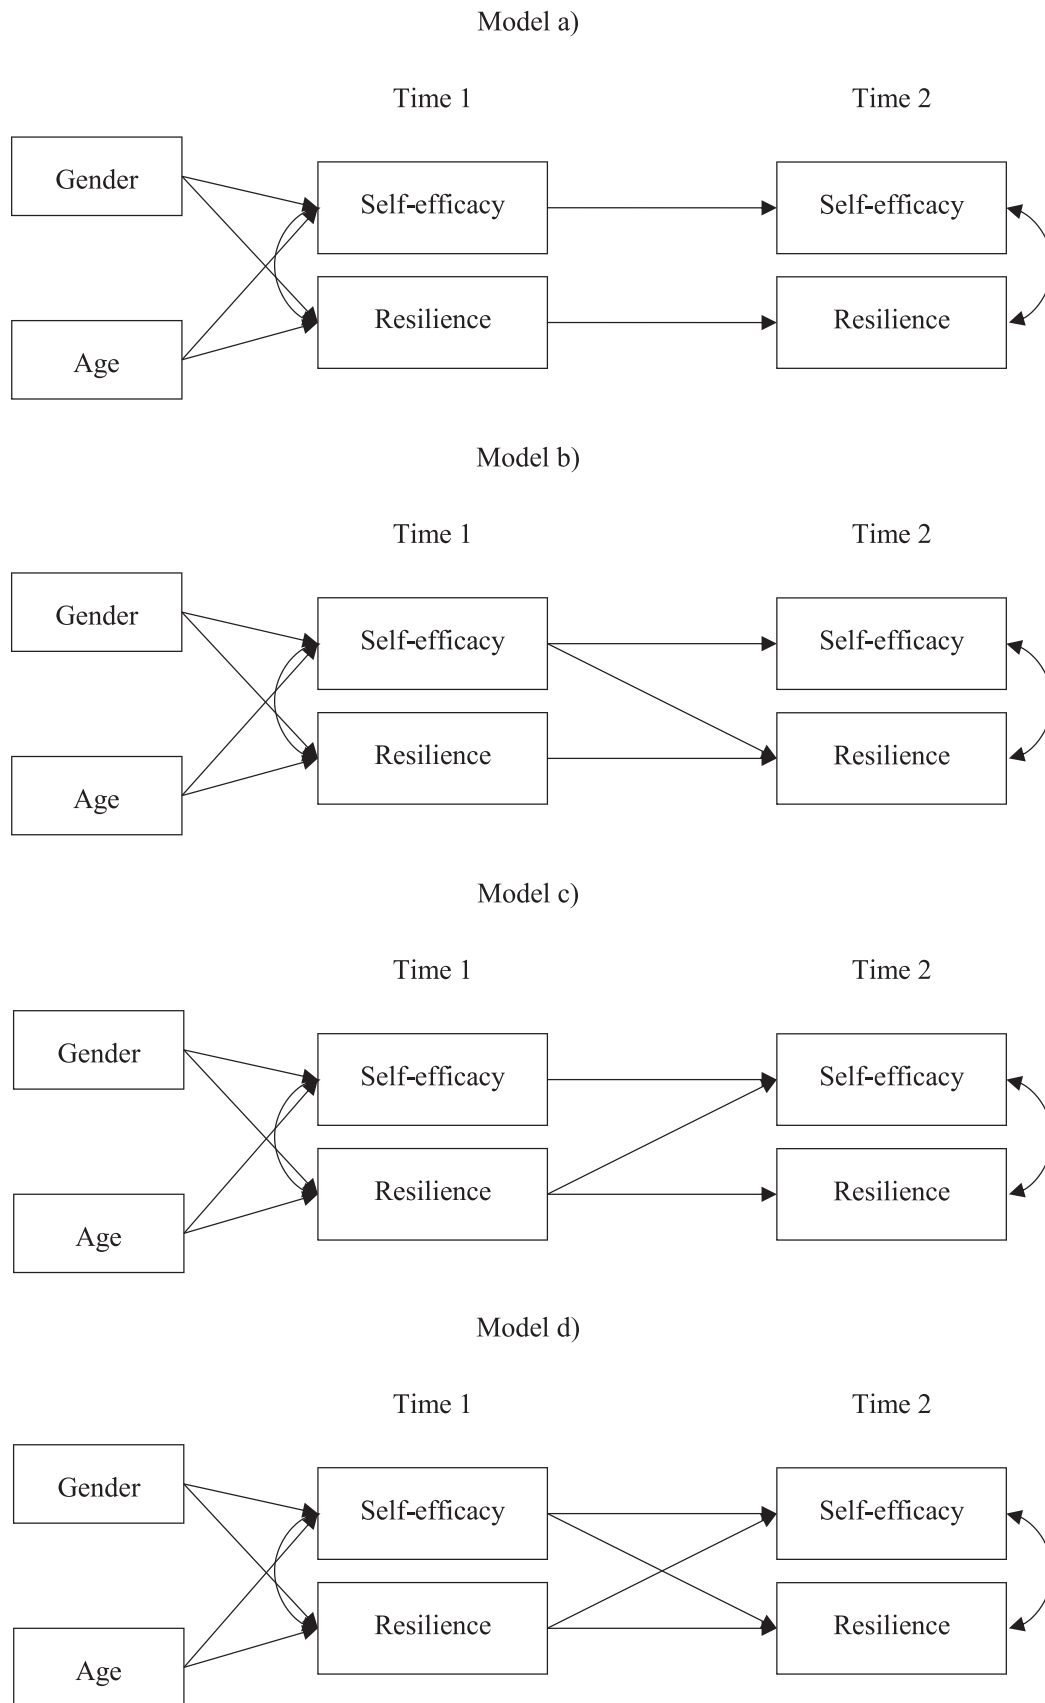 Model a)
Time 1
Time 2
Gender
Self-efficacy
Self-efficacy
Resilience
Resilience
Age
Model b)
Time 1
Time 2
Gender
Self-efficacy
Self-efficacy
Resilience
Resilience
Age
Model c)
Time 1
Time 2
Gender
Self-efficacy
Self-efficacy
Resilience
Resilience
Age
Model d)
Time 1
Time 2
Gender
Self-efficacy
Self-efficacy
Resilience
Resilience
Age